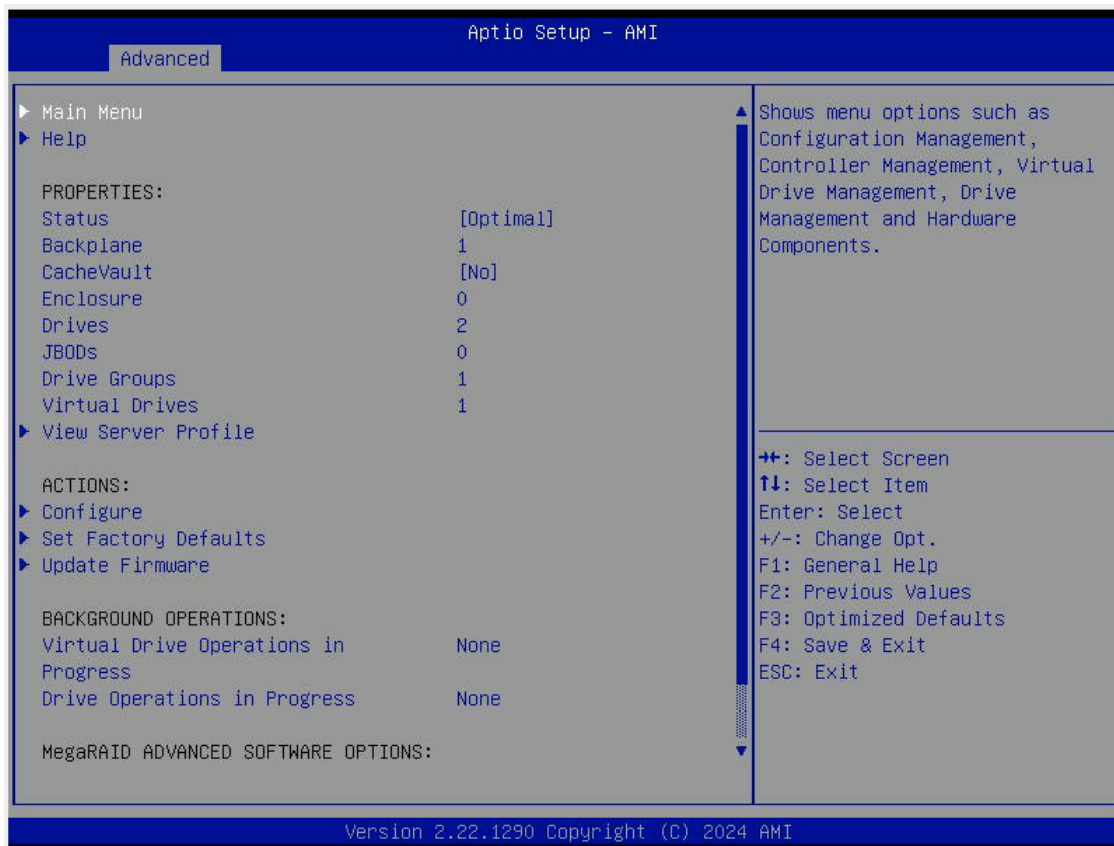 Aptio Setup – AMI
Advanced
Main Menu
Help
PROPERTIES:
Status [Optimal]
Backplane 1
CacheVault [No]
Enclosure 0
Drives 2
JBODs 0
Drive Groups 1
Virtual Drives 1
View Server Profile
ACTIONS:
Configure
Set Factory Defaults
Update Firmware
BACKGROUND OPERATIONS:
Virtual Drive Operations in None
Progress
Drive Operations in Progress None
MegaRAID ADVANCED SOFTWARE OPTIONS:
Shows menu options such as
Configuration Management,
Controller Management, Virtual
Drive Management, Drive
Management and Hardware
Components.
→←: Select Screen
↑↓: Select Item
Enter: Select
+/-: Change Opt.
F1: General Help
F2: Previous Values
F3: Optimized Defaults
F4: Save & Exit
ESC: Exit
Version 2.22.1290 Copyright (C) 2024 AMI